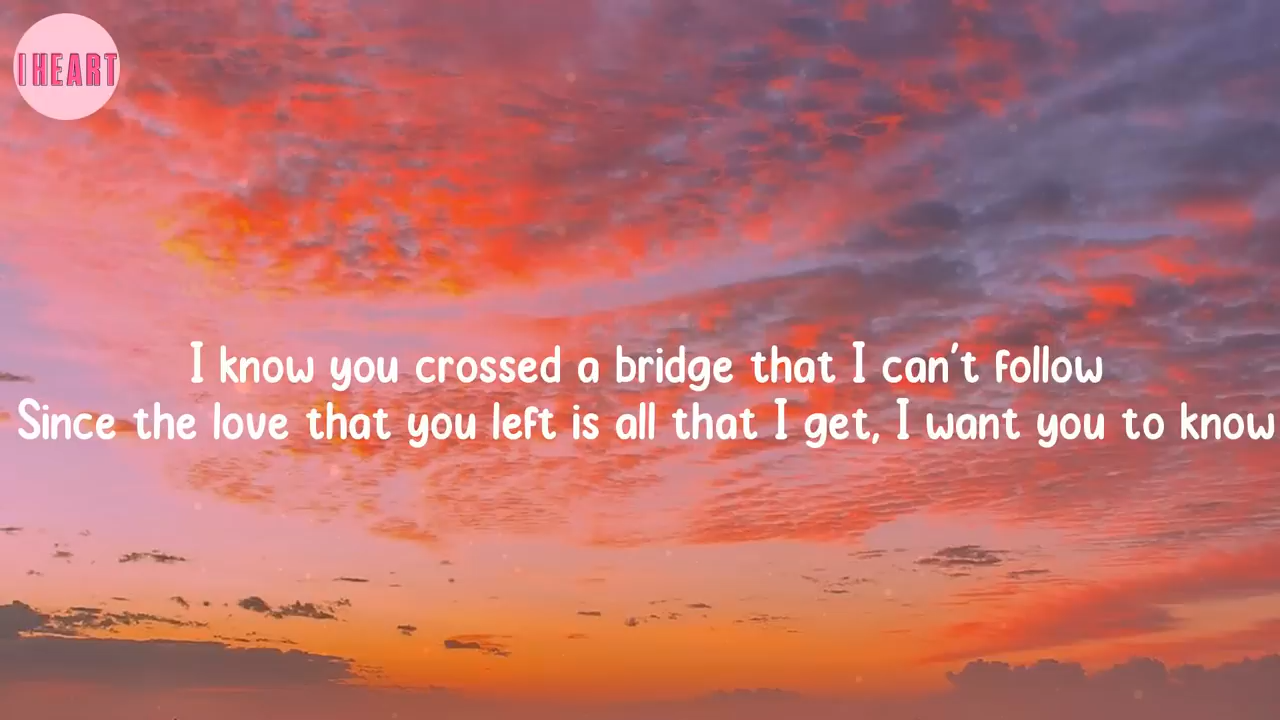 I HEART
I know you crossed a bridge that I can't follow
Since the love that you left is all that I get, I want you to know